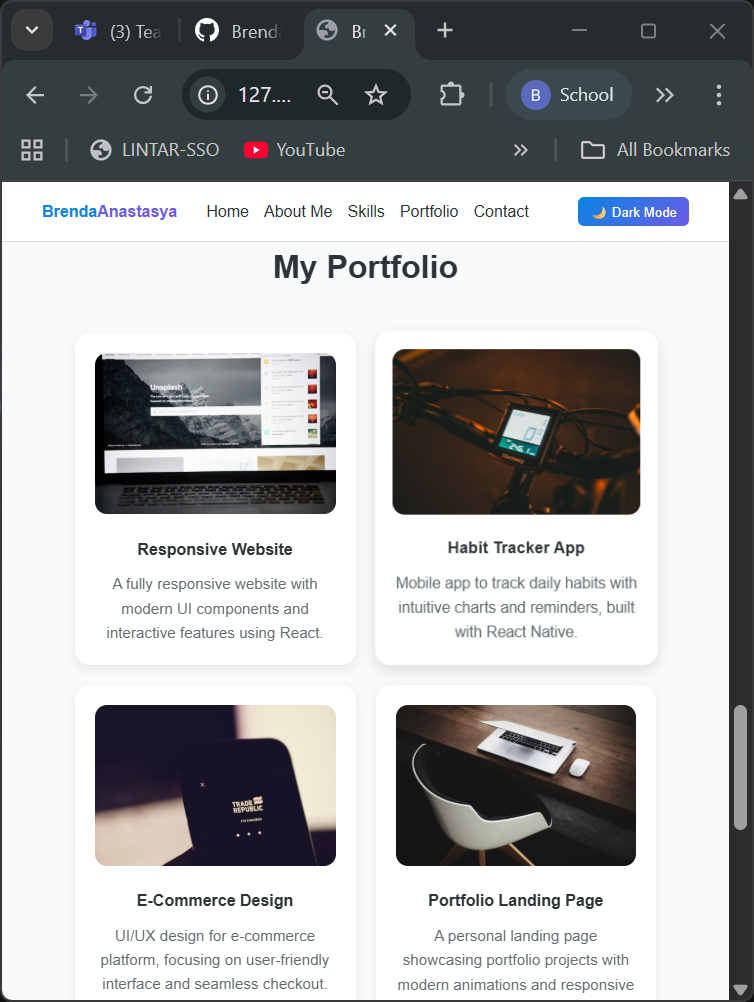 (3) Tea
Brenda
Br
127....
B
School
LINTAR-SSO
YouTube
All Bookmarks
BrendaAnastasya
Home
About Me
Skills
Portfolio
Contact
Dark Mode
My Portfolio
Unsplash
Responsive Website
A fully responsive website with
modern UI components and
interactive features using React.
Habit Tracker App
Mobile app to track daily habits with
intuitive charts and reminders, built
with React Native.
TRADE
REPUBLIC
E-Commerce Design
UI/UX design for e-commerce
platform, focusing on user-friendly
interface and seamless checkout.
Portfolio Landing Page
A personal landing page
showcasing portfolio projects with
modern animations and responsive